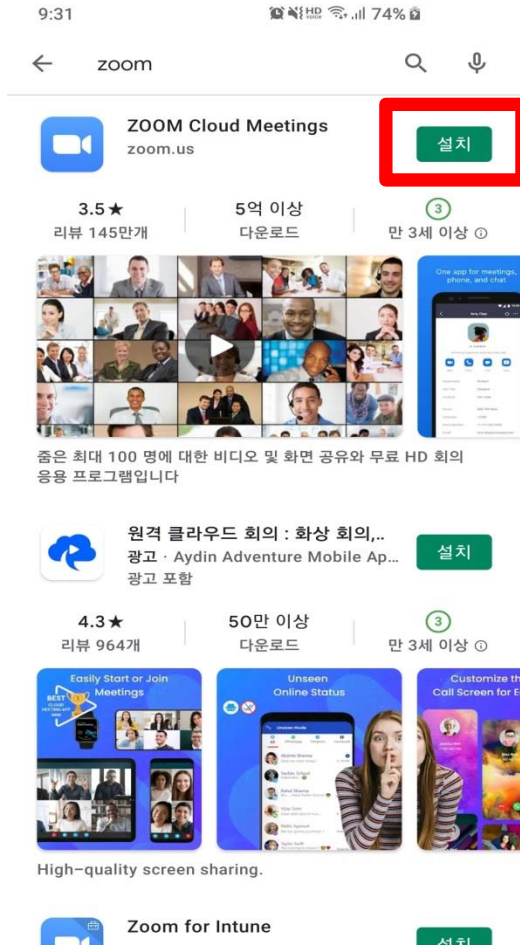 9:31
HD
VOICE
74%
zoom
ZOOM Cloud Meetings
zoom.us
설치
3.5★
리뷰 145만개
5억 이상
다운로드
3
만 3세 이상
One app for meetings,
phone, and chat
줌은 최대 100 명에 대한 비디오 및 화면 공유와 무료 HD 회의
응용 프로그램입니다
원격 클라우드 회의 : 화상 회의,..
광고 · Aydin Adventure Mobile Ap...
광고 포함
설치
4.3★
리뷰 964개
50만 이상
다운로드
3
만 3세 이상
Easily Start or Join
Meetings
BEST
Unseen
Online Status
Unseen Mode
Customize th
Call Screen for E
High-quality screen sharing.
Zoom for Intune
설치